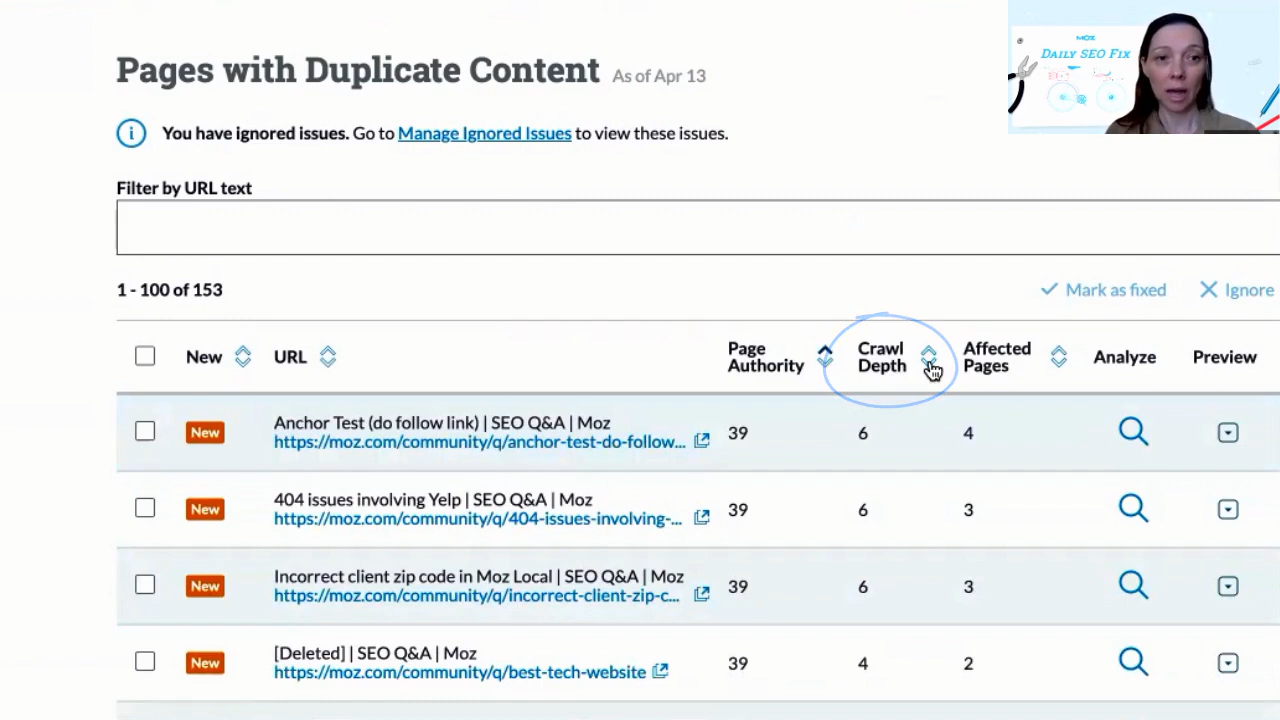 MOZ
DAILY SEO FIX
Pages with Duplicate Content As of Apr 13
You have ignored issues. Go to Manage Ignored Issues to view these issues.
Filter by URL text
1 - 100 of 153 Mark as fixed Ignore
New URL Page Authority Crawl Depth Affected Pages Analyze Preview
Anchor Test (do follow link) | SEO Q&A | Moz
New https://moz.com/community/q/anchor-test-do-follow... 39 6 4
404 issues involving Yelp | SEO Q&A | Moz
New https://moz.com/community/q/404-issues-involving-... 39 6 3
Incorrect client zip code in Moz Local | SEO Q&A | Moz
New https://moz.com/community/q/incorrect-client-zip-c... 39 6 3
[Deleted] | SEO Q&A | Moz
New https://moz.com/community/q/best-tech-website 39 4 2